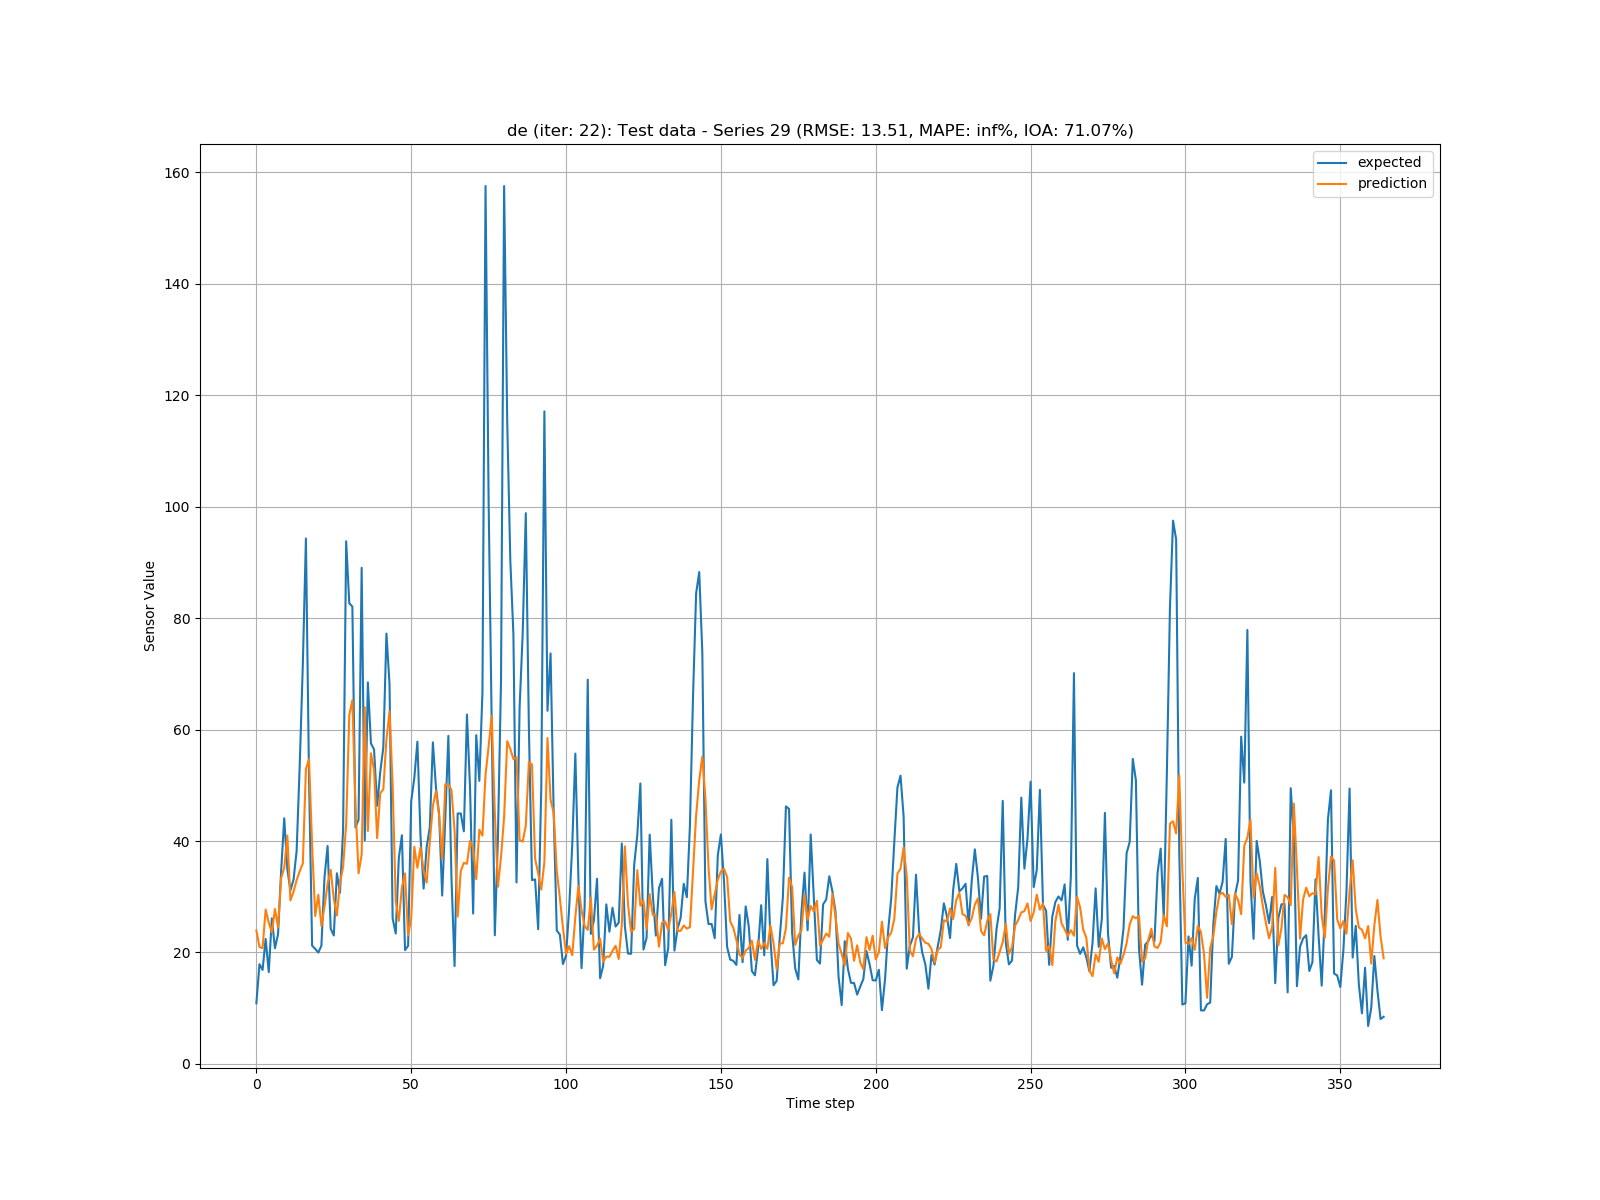 de (iter: 22): Test data - Series 29 (RMSE: 13.51, MAPE: inf%, IOA: 71.07%)
expected
prediction
160
140
120
100
80
60
40
20
0
Sensor Value
0 50 100 150 200 250 300 350
Time step